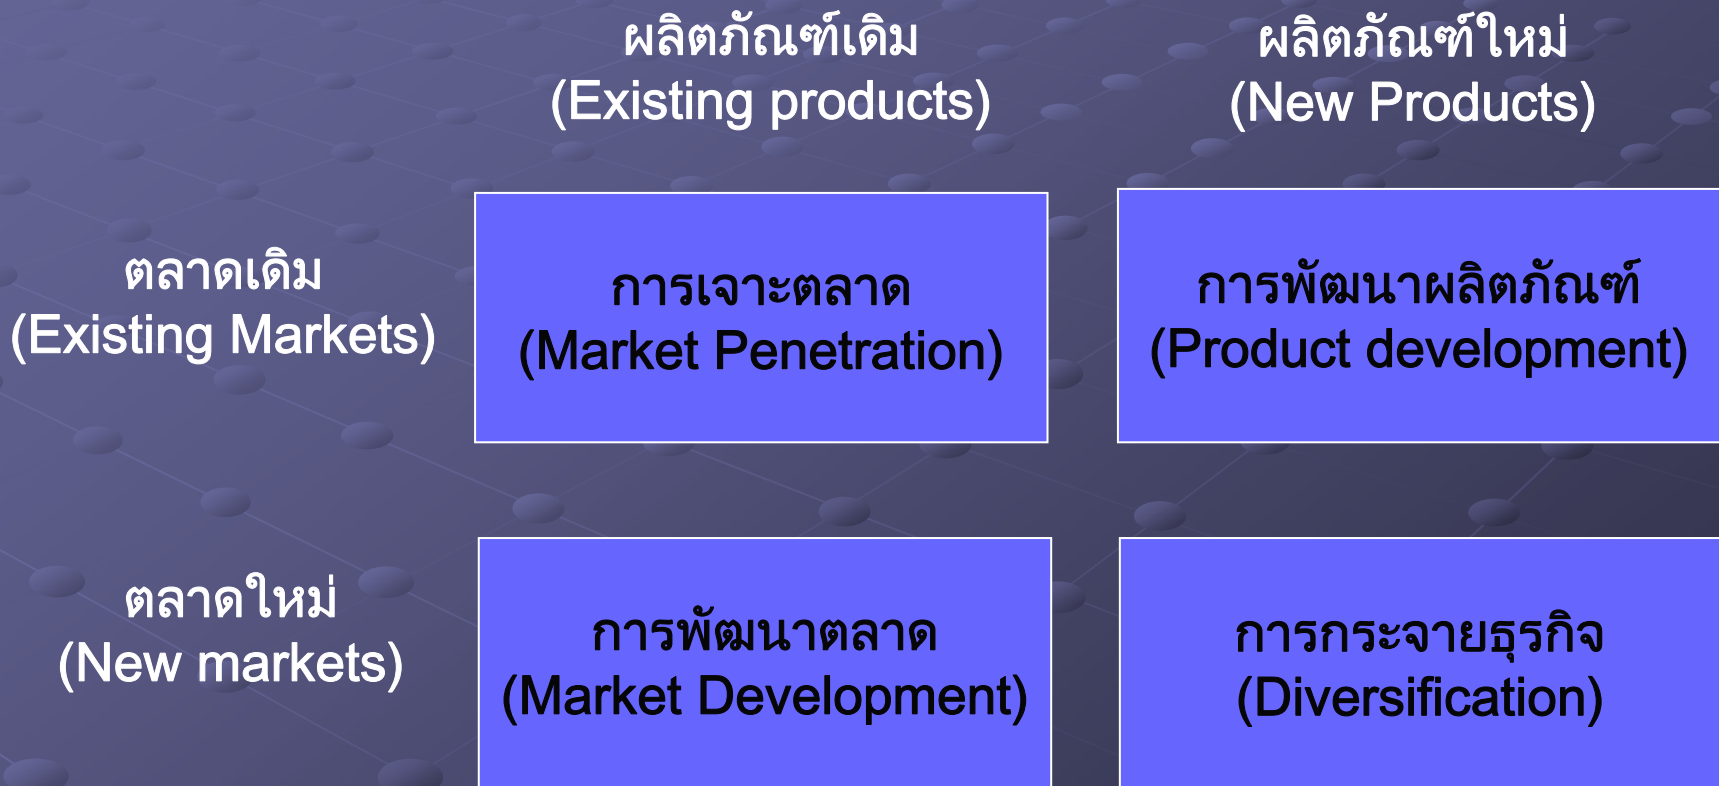 ผลิตภัณฑ์เดิม
(Existing products)
ผลิตภัณฑ์ใหม่
(New Products)
ตลาดเดิม
(Existing Markets)
การเจาะตลาด
(Market Penetration)
การพัฒนาผลิตภัณฑ์
(Product development)
ตลาดใหม่
(New markets)
การพัฒนาตลาด
(Market Development)
การกระจายธุรกิจ
(Diversification)